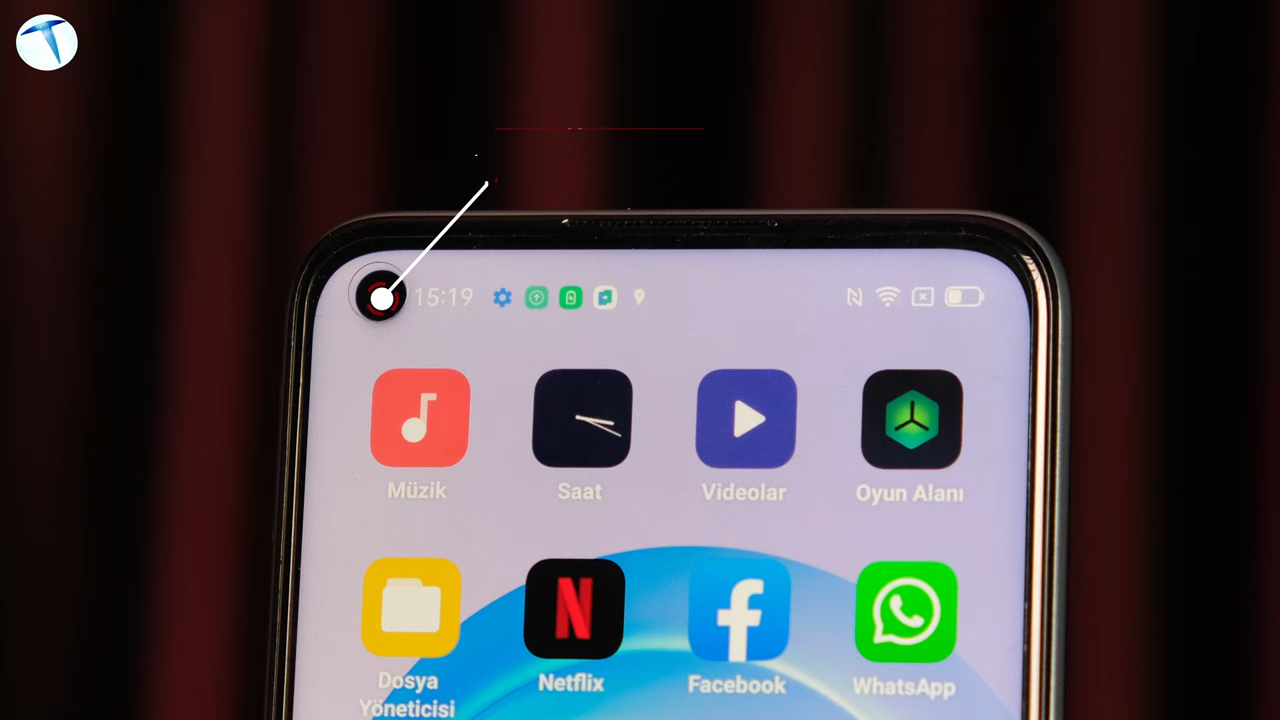 15:19
Müzik Saat Videolar Oyun Alanı
Dosya Netflix Facebook WhatsApp
Yöneticisi